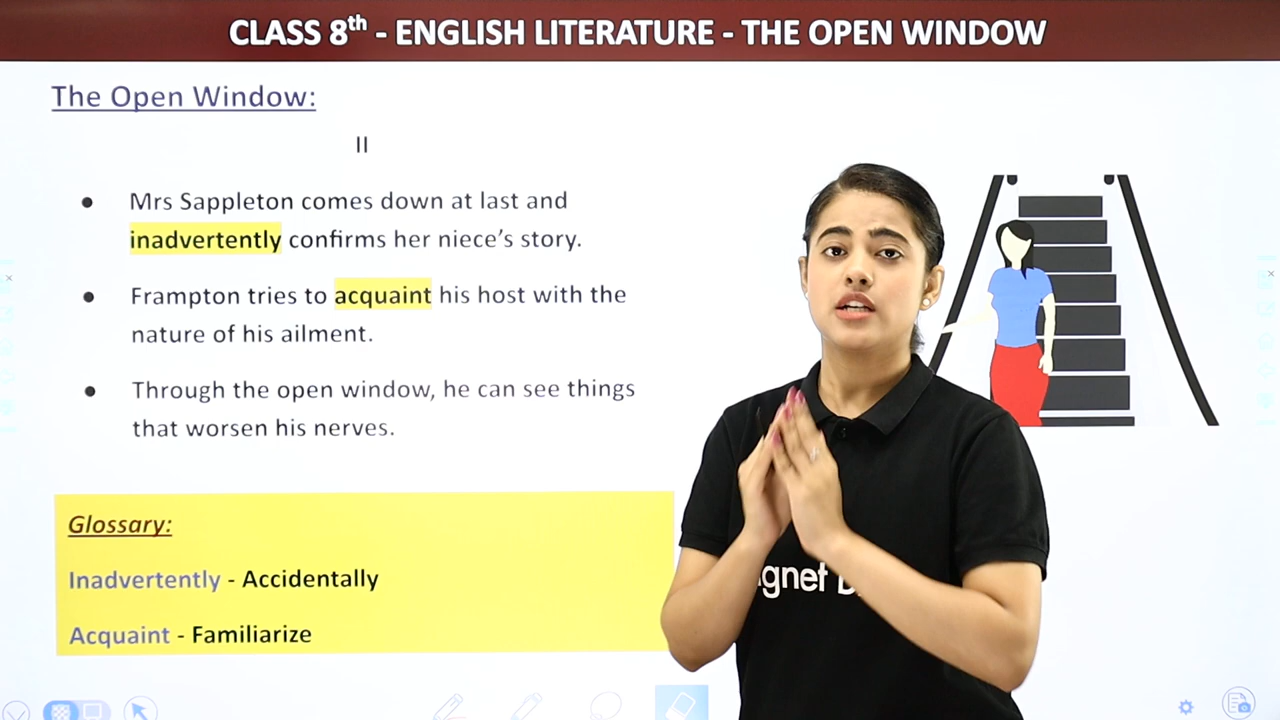 CLASS 8th - ENGLISH LITERATURE - THE OPEN WINDOW
The Open Window:
II
● Mrs Sappleton comes down at last and
inadvertently confirms her niece’s story.
● Frampton tries to acquaint his host with the
nature of his ailment.
● Through the open window, he can see things
that worsen his nerves.
Glossary:
Inadvertently - Accidentally
Acquaint - Familiarize